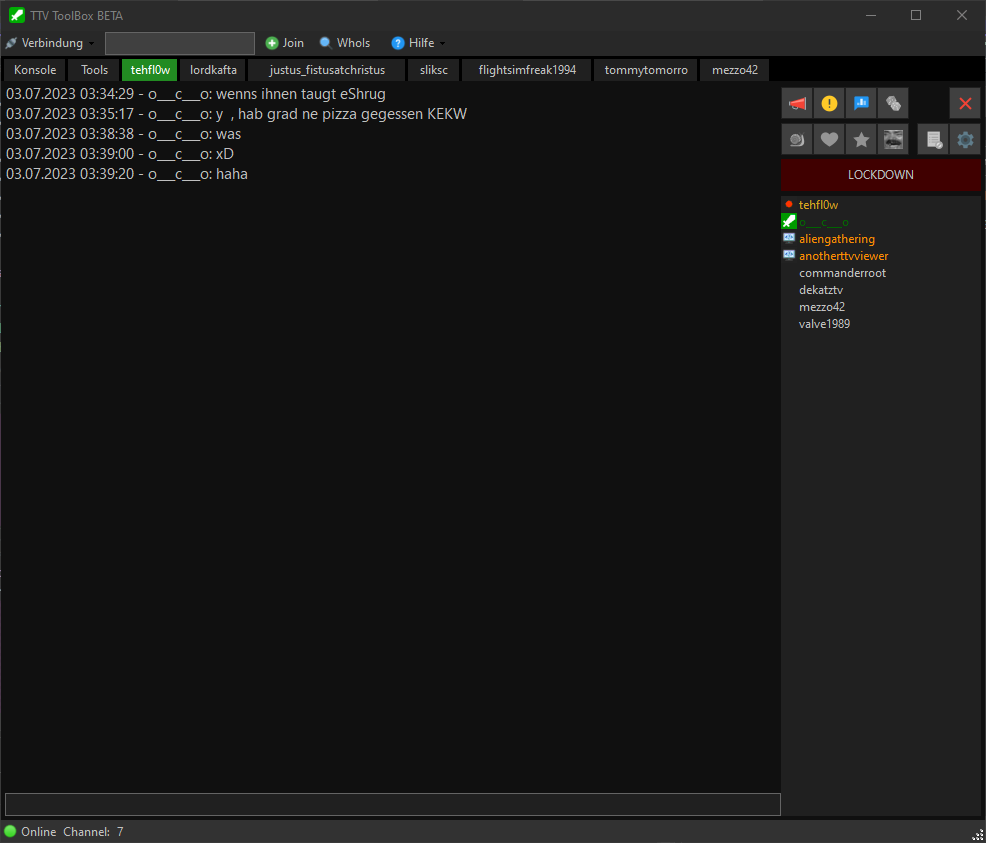 TTV ToolBox BETA
Verbindung Join WhoIs Hilfe
Konsole Tools tehfl0w lordkafta justus_fistusatchristus sliksc flightsimfreak1994 tommytomorro mezzo42
03.07.2023 03:34:29 - o___c___o: wenns ihnen taugt eShrug
03.07.2023 03:35:17 - o___c___o: y , hab grad ne pizza gegessen KEKW
03.07.2023 03:38:38 - o___c___o: was
03.07.2023 03:39:00 - o___c___o: xD
03.07.2023 03:39:20 - o___c___o: haha
LOCKDOWN
tehfl0w
o___c___o
aliengathering
anotherttvviewer
commanderroot
dekatztv
mezzo42
valve1989
Online Channel: 7